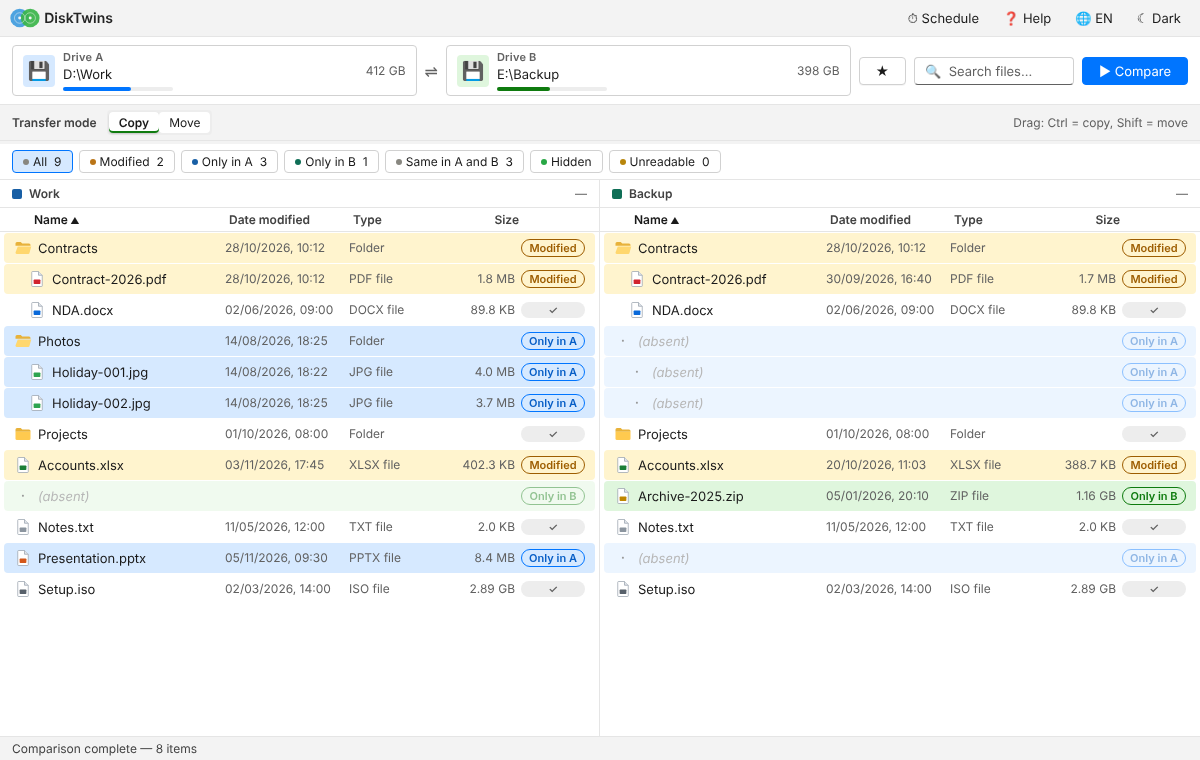 DiskTwins
Schedule
Help
EN
Dark
Drive A
D:\Work
412 GB
Drive B
E:\Backup
398 GB
★
Search files...
▶ Compare
Transfer mode
Copy
Move
Drag: Ctrl = copy, Shift = move
All 9
Modified 2
Only in A 3
Only in B 1
Same in A and B 3
Hidden
Unreadable 0
Work
Name ▲ Date modified Type Size
Contracts 28/10/2026, 10:12 Folder Modified
Contract-2026.pdf 28/10/2026, 10:12 PDF file 1.8 MB Modified
NDA.docx 02/06/2026, 09:00 DOCX file 89.8 KB ✓
Photos 14/08/2026, 18:25 Folder Only in A
Holiday-001.jpg 14/08/2026, 18:22 JPG file 4.0 MB Only in A
Holiday-002.jpg 14/08/2026, 18:25 JPG file 3.7 MB Only in A
Projects 01/10/2026, 08:00 Folder ✓
Accounts.xlsx 03/11/2026, 17:45 XLSX file 402.3 KB Modified
(absent) Only in B
Notes.txt 11/05/2026, 12:00 TXT file 2.0 KB ✓
Presentation.pptx 05/11/2026, 09:30 PPTX file 8.4 MB Only in A
Setup.iso 02/03/2026, 14:00 ISO file 2.89 GB ✓
Backup
Name ▲ Date modified Type Size
Contracts 28/10/2026, 10:12 Folder Modified
Contract-2026.pdf 30/09/2026, 16:40 PDF file 1.7 MB Modified
NDA.docx 02/06/2026, 09:00 DOCX file 89.8 KB ✓
(absent) Only in A
(absent) Only in A
(absent) Only in A
Projects 01/10/2026, 08:00 Folder ✓
Accounts.xlsx 20/10/2026, 11:03 XLSX file 388.7 KB Modified
Archive-2025.zip 05/01/2026, 20:10 ZIP file 1.16 GB Only in B
Notes.txt 11/05/2026, 12:00 TXT file 2.0 KB ✓
(absent) Only in A
Setup.iso 02/03/2026, 14:00 ISO file 2.89 GB ✓
Comparison complete — 8 items